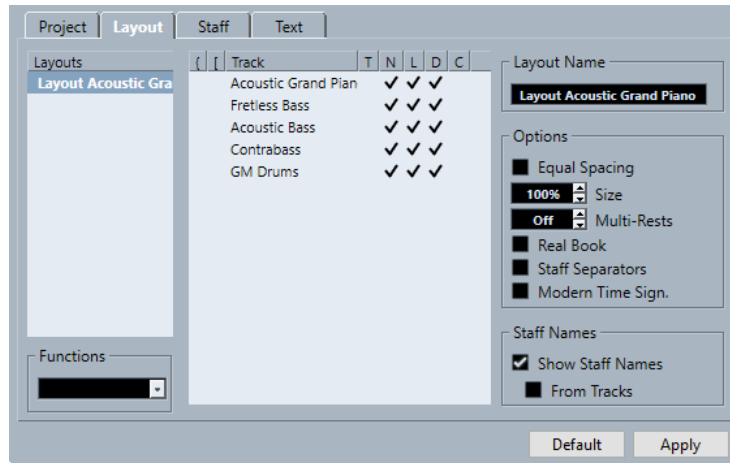 Project Layout Staff Text
Layouts
Layout Acoustic Gra
{ [ Track T N L D C
Acoustic Grand Pian
Fretless Bass
Acoustic Bass
Contrabass
GM Drums
Functions
Layout Name
Layout Acoustic Grand Piano
Options
Equal Spacing
100% Size
Off Multi-Rests
Real Book
Staff Separators
Modern Time Sign.
Staff Names
Show Staff Names
From Tracks
Default Apply